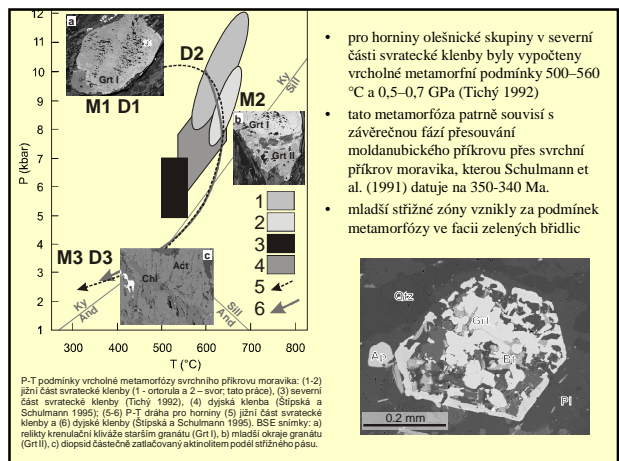 12
11
10
9
8
7
6
5
4
3
2
1
P (kbar)
300
400
500
600
700
800
T (°C)
a
Grt I
D2
M1 D1
M2
b
Grt I
Grt II
Ky
Sill
M3 D3
c
Act
Chl
Ky
And
Sill
And
1
2
3
4
5
6
P-T podmínky vrcholné metamorfózy svrchního příkrovu moravika: (1-2)
jižní část svratecké klenby (1 - ortorula a 2 – svor; tato práce), (3) severní
část svratecké klenby (Tichý 1992), (4) dyjská klenba (Štípská a
Schulmann 1995); (5-6) P-T dráha pro horniny (5) jižní část svratecké
klenby a (6) dyjské klenby (Štípská a Schulmann 1995). BSE snímky: a)
relikty krenulační kliváže starším granátu (Grt I), b) mladší okraje granátu
(Grt II), c) diopsid částečně zatlačovaný aktinolitem podél střižného pásu.
• pro horniny olešnické skupiny v severní
části svratecké klenby byly vypočteny
vrcholné metamorfní podmínky 500–560
°C a 0,5–0,7 GPa (Tichý 1992)
• tato metamorfóza patrně souvisí s
závěrečnou fází přesouvání
moldanubického příkrovu přes svrchní
příkrov moravika, kterou Schulmann et
al. (1991) datuje na 350-340 Ma.
• mladší střižné zóny vznikly za podmínek
metamorfózy ve facii zelených břidlic
Qtz
Grt
Ap
Bt
Pl
0.2 mm